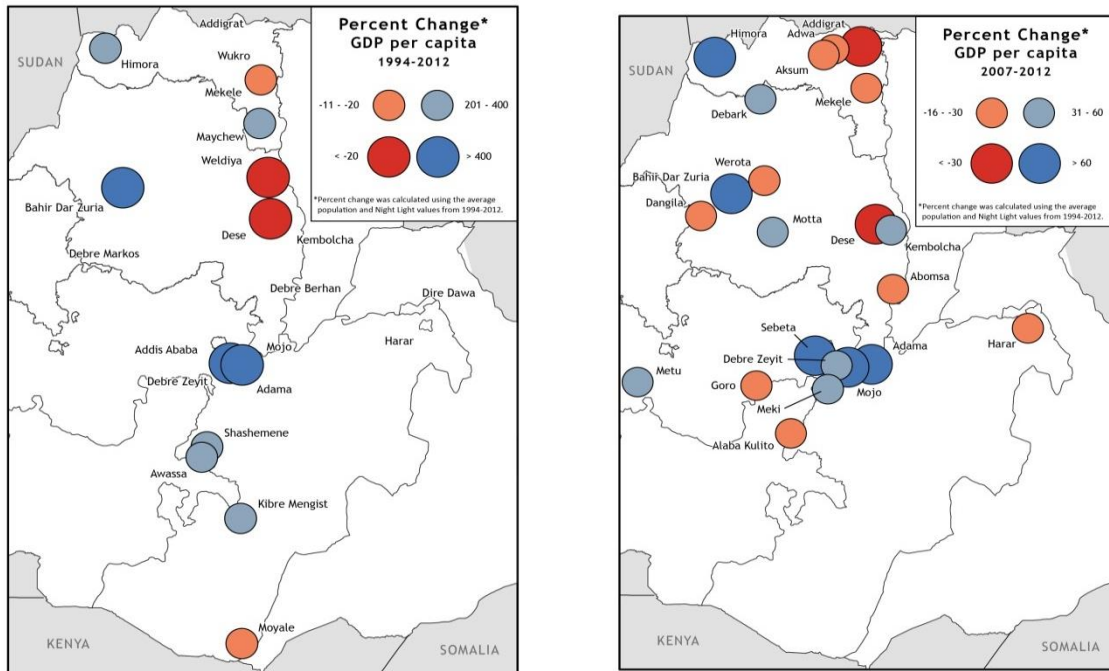 Addigrat
SUDAN
Himora
Wukro
Mekele
Maychew
Weldiya
Bahir Dar Zuria
Dese
Kembolcha
Debre Markos
Debre Berhan
Dire Dawa
Harar
Addis Ababa
Mojo
Debre Zeyit
Adama
Shashemene
Awassa
Kibre Mengist
Moyale
KENYA
SOMALIA
Percent Change*
GDP per capita
1994-2012
-11 - -20
201 - 400
< -20
> 400
*Percent change was calculated using the average
population and Night Light values from 1994-2012.
Addigrat
Himora
Adwa
SUDAN
Aksum
Debark
Mekele
Werota
Bahir Dar Zuria
Dangila
Motta
Dese
Kembolcha
Abomsa
Sebeta
Adama
Harar
Debre Zeyit
Metu
Goro
Mojo
Meki
Alaba Kulito
KENYA
SOMALIA
Percent Change*
GDP per capita
2007-2012
-16 - -30
31 - 60
< -30
> 60
*Percent change was calculated using the average
population and Night Light values from 1994-2012.